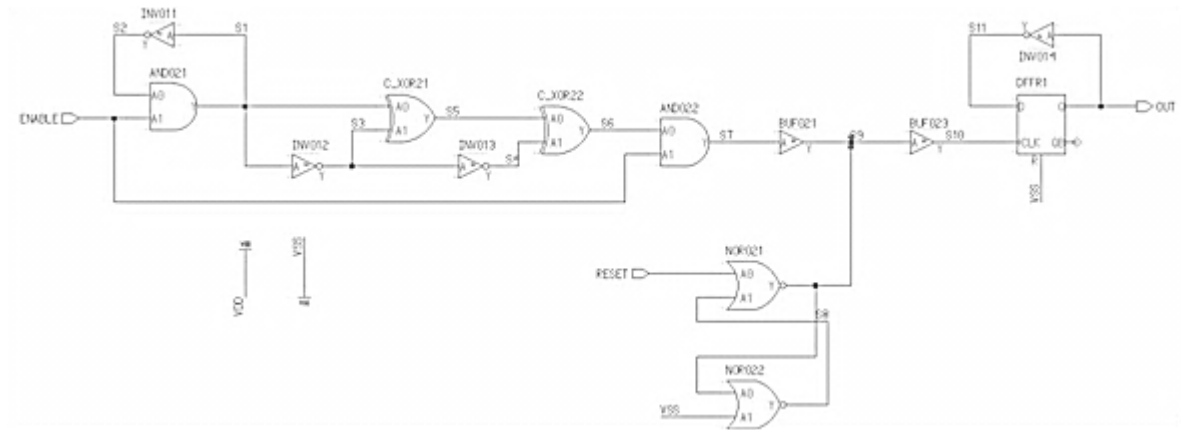 INV011
S2
S1
S11
INV014
AND021
C_XOR21
C_XOR22
AND022
BUF021
BUF023
DFFR1
ENABLE
A0
A1
Y
A0
A1
Y
S5
A0
A1
Y
S6
A0
A1
Y
S7
S9
S10
OUT
CLK
QB
R
VSS
S3
INV012
INV013
S4
VDD
VSS
NOR021
RESET
A0
A1
Y
S8
NOR022
A0
A1
Y
VSS